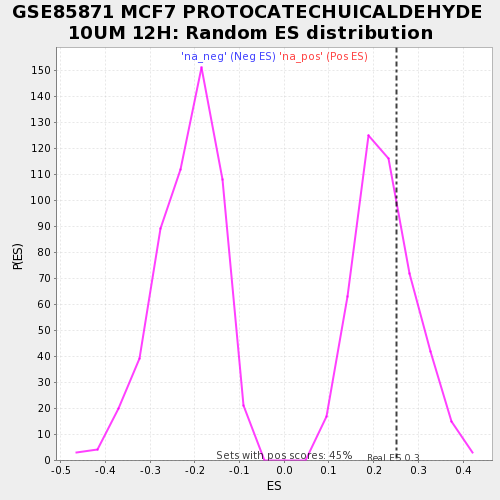 GSE85871 MCF7 PROTOCATECHUICALDEHYDE
10UM 12H: Random ES distribution
'na_neg' (Neg ES) 'na_pos' (Pos ES)
150
140
130
120
110
100
90
80
70
60
50
40
30
20
10
0
P(ES)
Sets with pos scores: 45%
Real ES 0.3
-0.5 -0.4 -0.3 -0.2 -0.1 0.0 0.1 0.2 0.3 0.4
ES